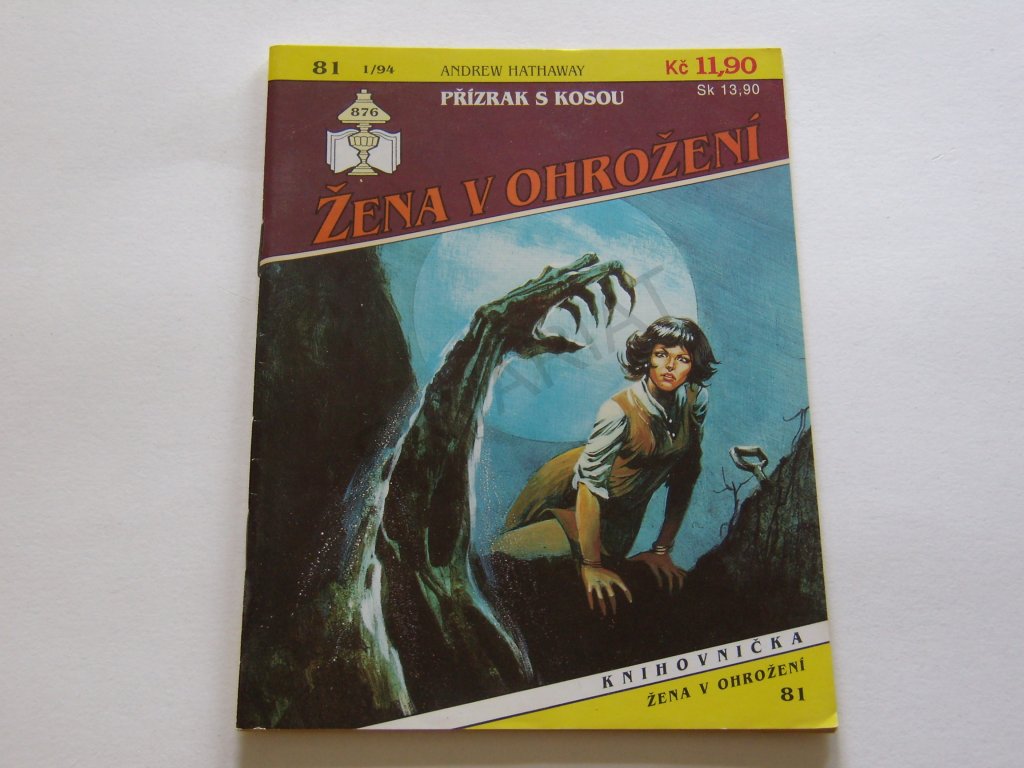 81 1/94 ANDREW HATHAWAY Kč 11,90
PŘÍZRAK S KOSOU Sk 13,90
876
ŽENA V OHROŽENÍ
KNIHOVNIČKA
ŽENA V OHROŽENÍ
81